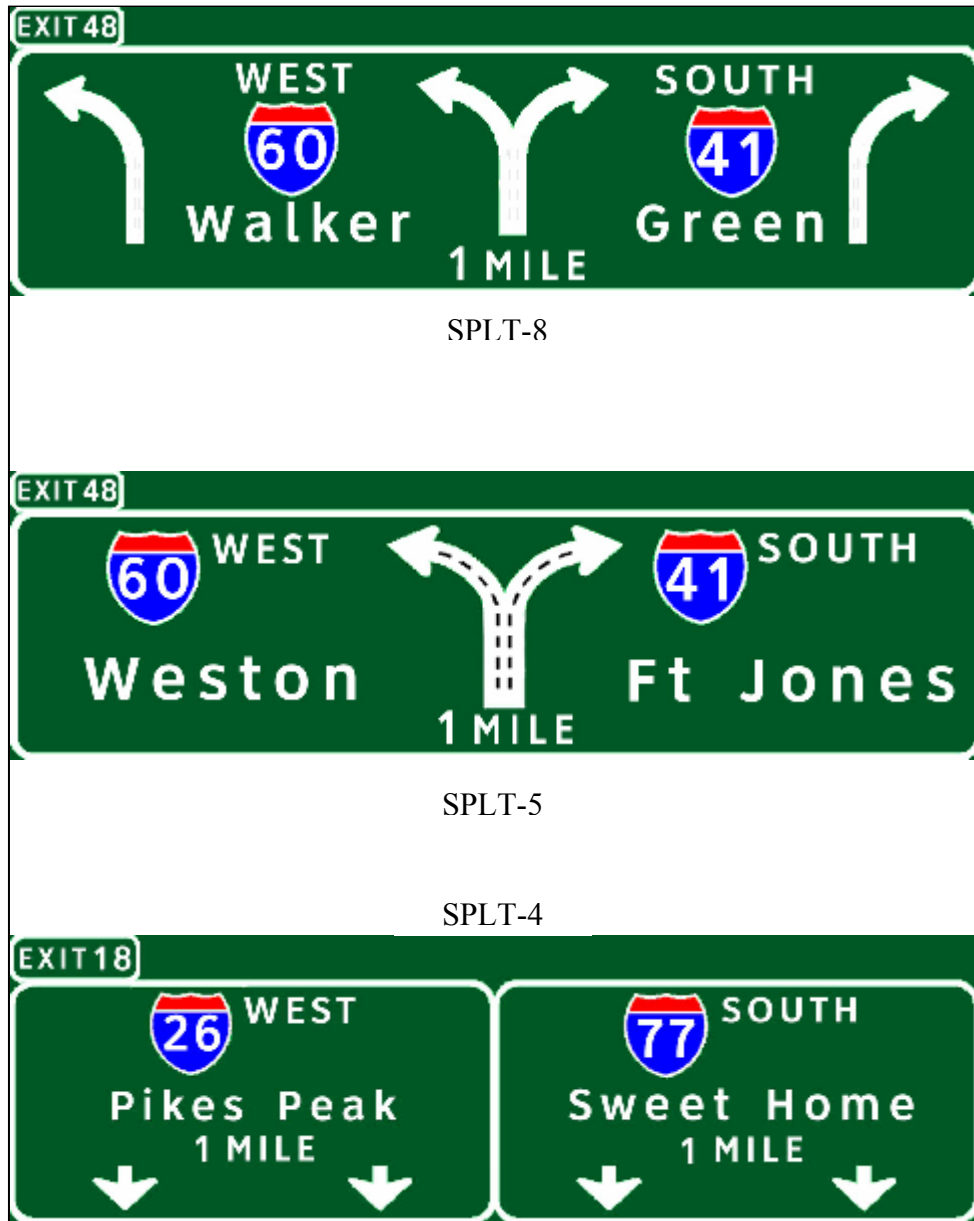 EXIT 48
WEST SOUTH
60 41
Walker Green
1 MILE
SPLT-8
EXIT 48
60 WEST 41 SOUTH
Weston Ft Jones
1 MILE
SPLT-5
SPLT-4
EXIT 18
26 WEST 77 SOUTH
Pikes Peak Sweet Home
1 MILE 1 MILE